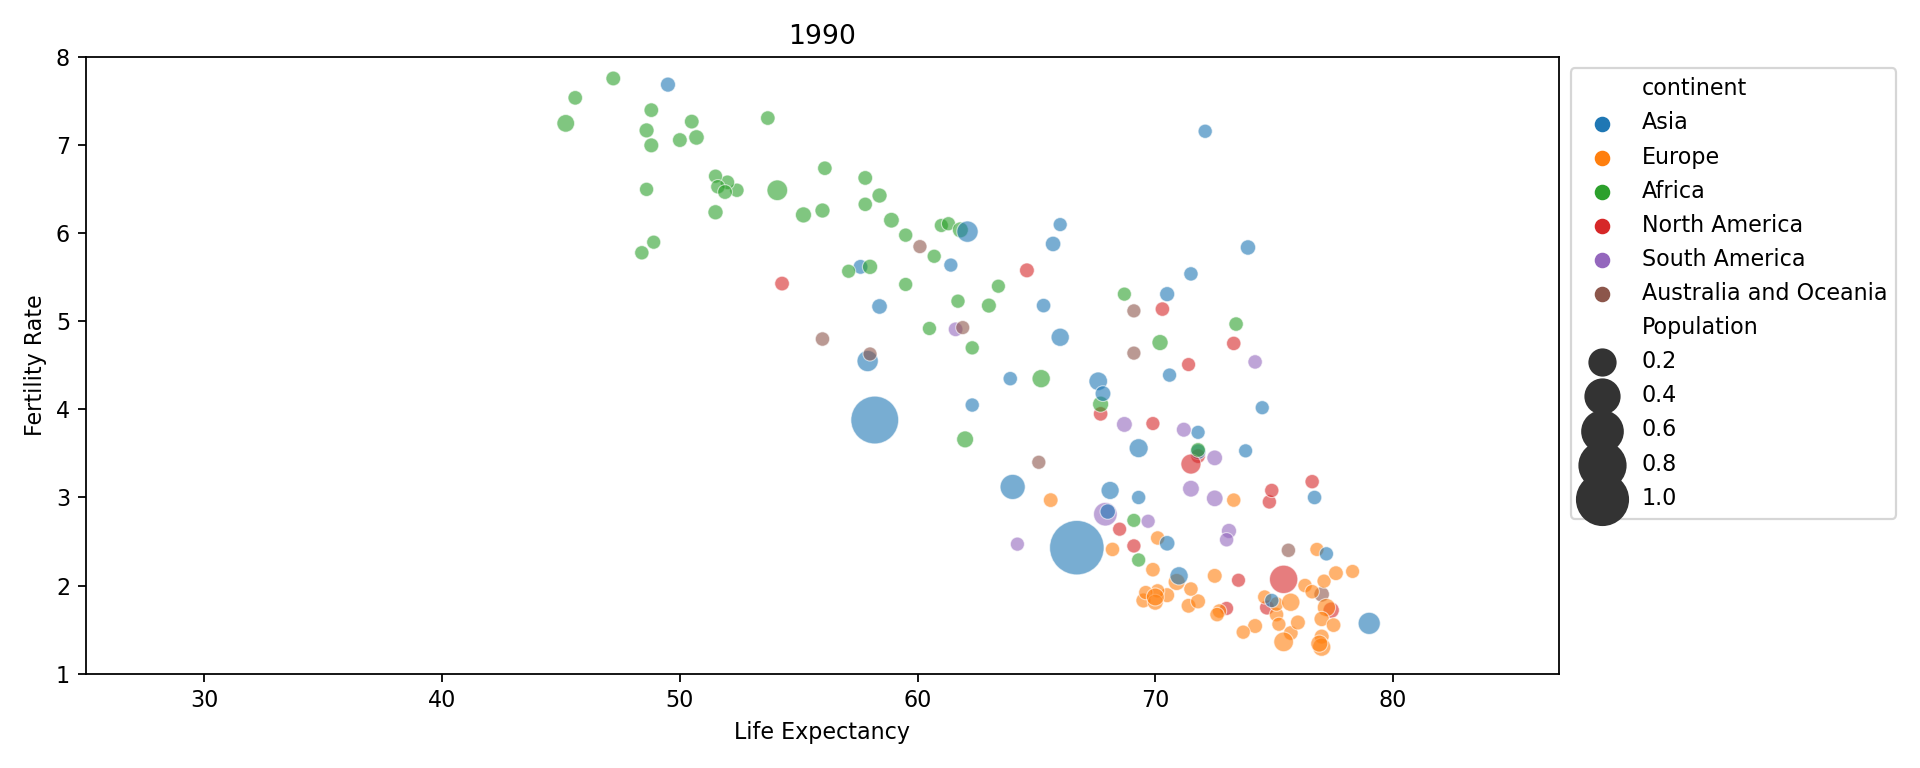 1990
8
7
6
5
4
3
2
1
Fertility Rate
30 40 50 60 70 80
Life Expectancy
continent
Asia
Europe
Africa
North America
South America
Australia and Oceania
Population
0.2
0.4
0.6
0.8
1.0